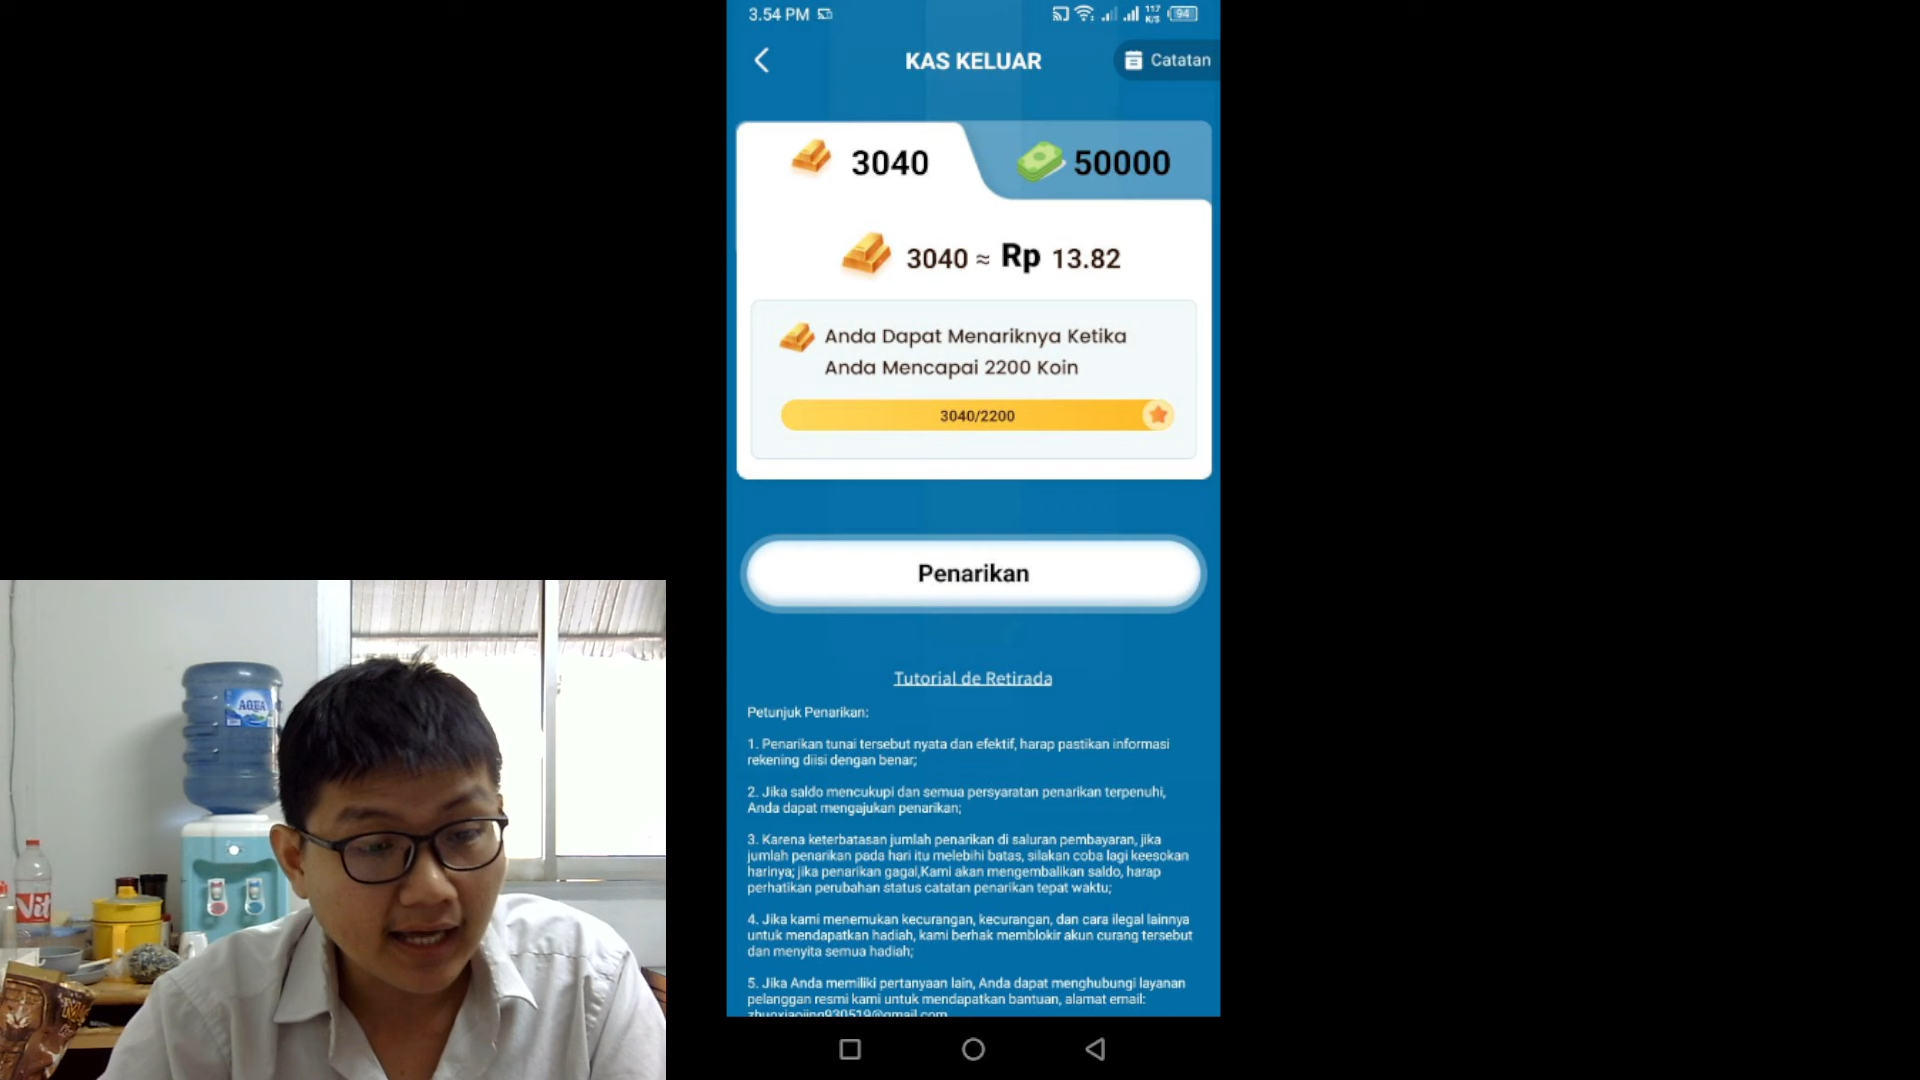 3.54 PM
117
K/S
94
KAS KELUAR
Catatan
3040
50000
3040 ≈ Rp 13.82
Anda Dapat Menariknya Ketika
Anda Mencapai 2200 Koin
3040/2200
Penarikan
Tutorial de Retirada
Petunjuk Penarikan:
1. Penarikan tunai tersebut nyata dan efektif, harap pastikan informasi
rekening diisi dengan benar;
2. Jika saldo mencukupi dan semua persyaratan penarikan terpenuhi,
Anda dapat mengajukan penarikan;
3. Karena keterbatasan jumlah penarikan di saluran pembayaran, jika
jumlah penarikan pada hari itu melebihi batas, silakan coba lagi keesokan
harinya; jika penarikan gagal,Kami akan mengembalikan saldo, harap
perhatikan perubahan status catatan penarikan tepat waktu;
4. Jika kami menemukan kecurangan, kecurangan, dan cara ilegal lainnya
untuk mendapatkan hadiah, kami berhak memblokir akun curang tersebut
dan menyita semua hadiah;
5. Jika Anda memiliki pertanyaan lain, Anda dapat menghubungi layanan
pelanggan resmi kami untuk mendapatkan bantuan, alamat email:
zhuoxiaojing930519@gmail.com
AQUA
Vit